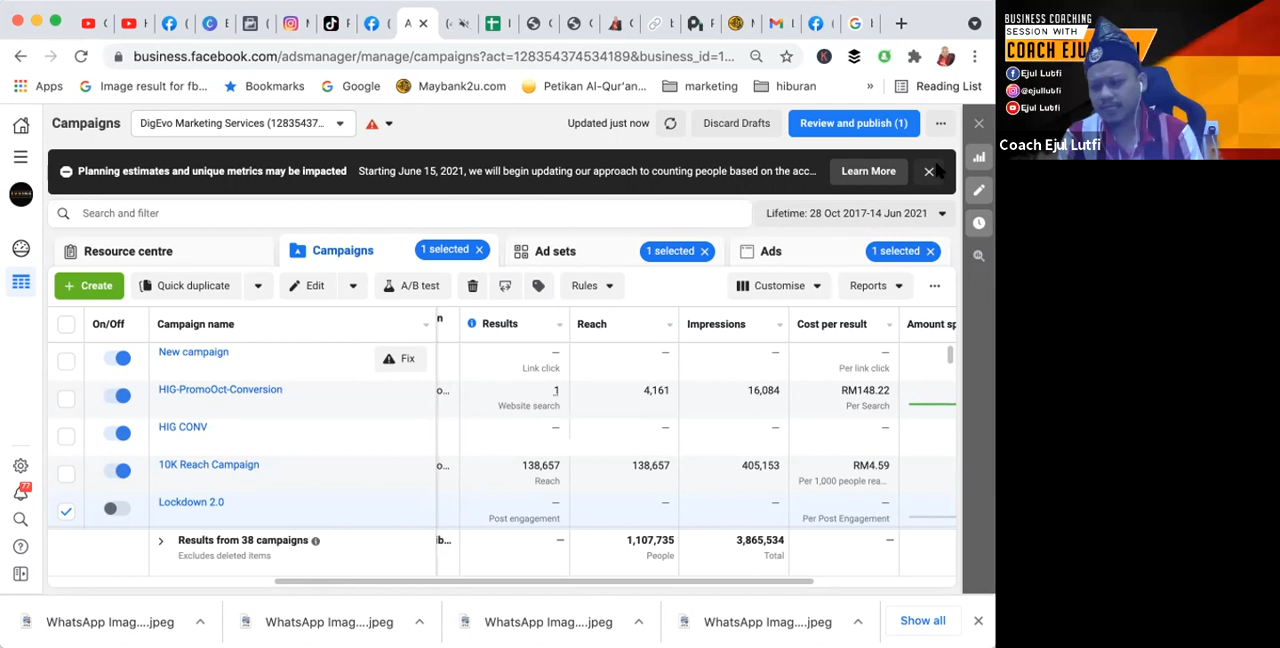 business.facebook.com/adsmanager/manage/campaigns?act=128354374534189&business_id=1...
Apps
Image result for fb...
Bookmarks
Google
Maybank2u.com
Petikan Al-Qur'an...
marketing
hiburan
»
Reading List
Campaigns
DigEvo Marketing Services (12835437...
Updated just now
Discard Drafts
Review and publish (1)
Planning estimates and unique metrics may be impacted
Starting June 15, 2021, we will begin updating our approach to counting people based on the acc...
Learn More
Search and filter
Lifetime: 28 Oct 2017-14 Jun 2021
Resource centre
Campaigns
1 selected
Ad sets
1 selected
Ads
1 selected
+ Create
Quick duplicate
Edit
A/B test
Rules
Customise
Reports
On/Off
Campaign name
n
Results
Reach
Impressions
Cost per result
Amount sp
New campaign
Fix
—
—
—
—
Link click
Per link click
HIG-PromoOct-Conversion
o...
1
4,161
16,084
RM148.22
Website search
Per Search
HIG CONV
—
—
—
—
10K Reach Campaign
o...
138,657
138,657
405,153
RM4.59
Reach
Per 1,000 people rea...
Lockdown 2.0
—
—
—
—
Post engagement
Per Post Engagement
Results from 38 campaigns
ib...
—
1,107,735
3,865,534
—
Excludes deleted items
People
Total
77
WhatsApp Imag....jpeg
WhatsApp Imag....jpeg
WhatsApp Imag....jpeg
WhatsApp Imag....jpeg
Show all
BUSINESS COACHING
SESSION WITH
COACH EJUL
Ejul Lutfi
@ejullutfi
Ejul Lutfi
Coach Ejul Lutfi